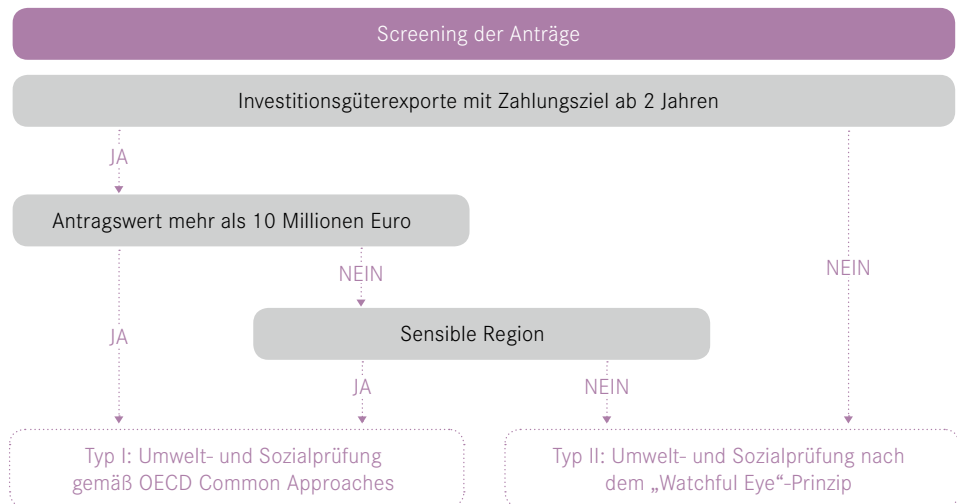 Screening der Anträge
Investitionsgüterexporte mit Zahlungsziel ab 2 Jahren
JA
Antragswert mehr als 10 Millionen Euro
NEIN
NEIN
JA
Sensible Region
JA
NEIN
Typ I: Umwelt- und Sozialprüfung
gemäß OECD Common Approaches
Typ II: Umwelt- und Sozialprüfung nach
dem „Watchful Eye“-Prinzip